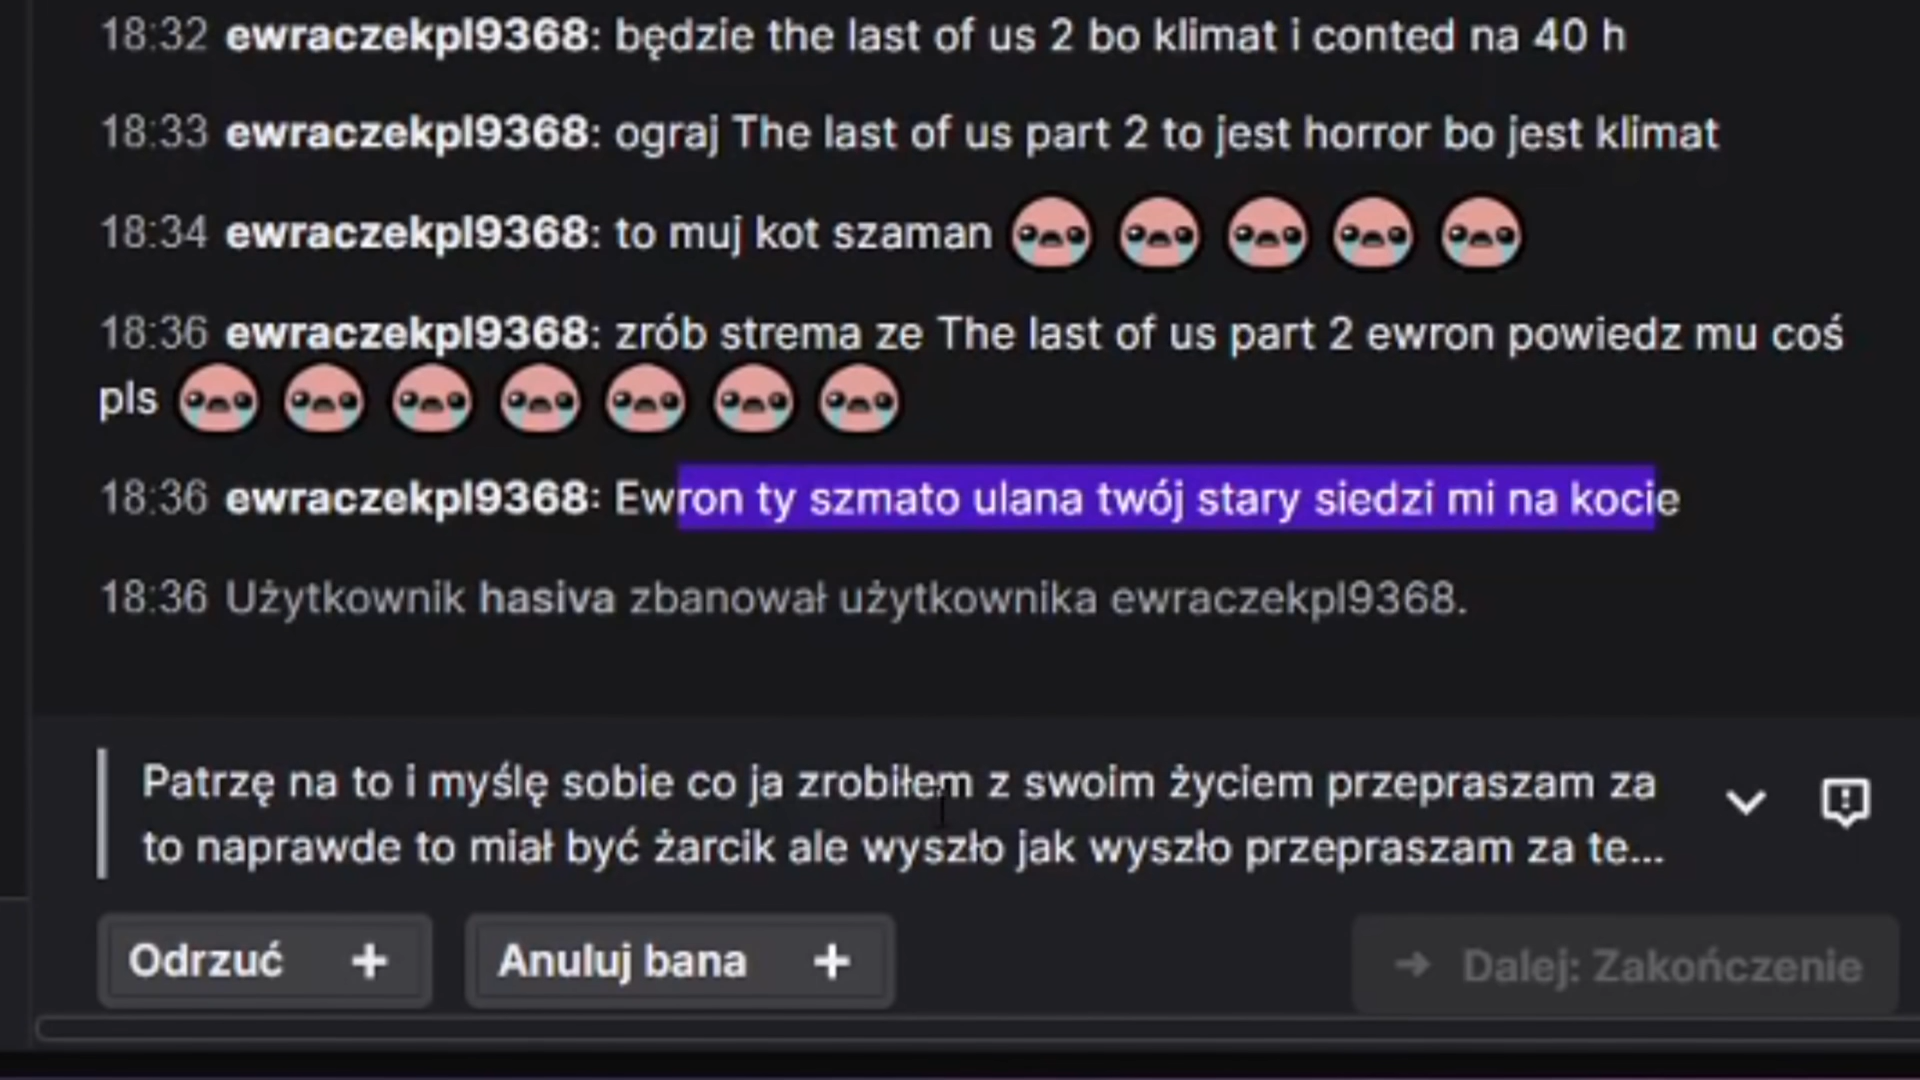 18:32 ewraczekpl9368: będzie the last of us 2 bo klimat i conted na 40 h
18:33 ewraczekpl9368: ograj The last of us part 2 to jest horror bo jest klimat
18:34 ewraczekpl9368: to muj kot szaman
18:36 ewraczekpl9368: zrób strema ze The last of us part 2 ewron powiedz mu coś
pls
18:36 ewraczekpl9368: Ewron ty szmato ulana twój stary siedzi mi na kocie
18:36 Użytkownik hasiva zbanował użytkownika ewraczekpl9368.
Patrzę na to i myślę sobie co ja zrobiłem z swoim życiem przepraszam za
to naprawde to miał być żarcik ale wyszło jak wyszło przepraszam za te...
Odrzuć + Anuluj bana + → Dalej: Zakończenie